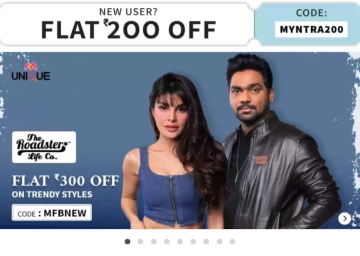 NEW USER?
FLAT ₹200 OFF
CODE:
MYNTRA200
UNIQUE
The
Roadster
Life Co.
FLAT ₹300 OFF
ON TRENDY STYLES
CODE : MFBNEW